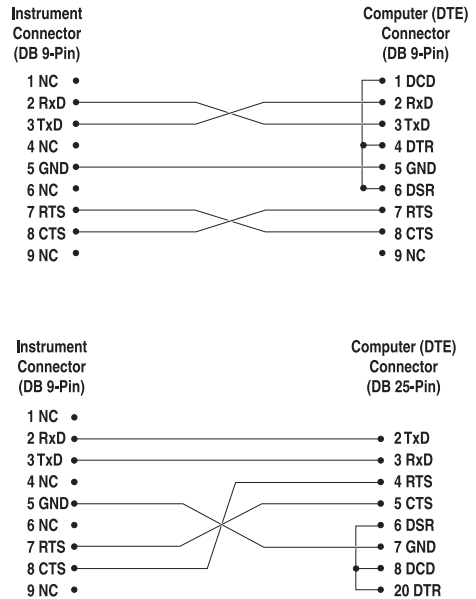 Instrument
Connector
(DB 9-Pin)
Computer (DTE)
Connector
(DB 9-Pin)
1 NC
1 DCD
2 RxD
2 RxD
3 TxD
3 TxD
4 NC
4 DTR
5 GND
5 GND
6 NC
6 DSR
7 RTS
7 RTS
8 CTS
8 CTS
9 NC
9 NC
Instrument
Connector
(DB 9-Pin)
Computer (DTE)
Connector
(DB 25-Pin)
1 NC
2 RxD
2 TxD
3 TxD
3 RxD
4 NC
4 RTS
5 GND
5 CTS
6 NC
6 DSR
7 RTS
7 GND
8 CTS
8 DCD
9 NC
20 DTR